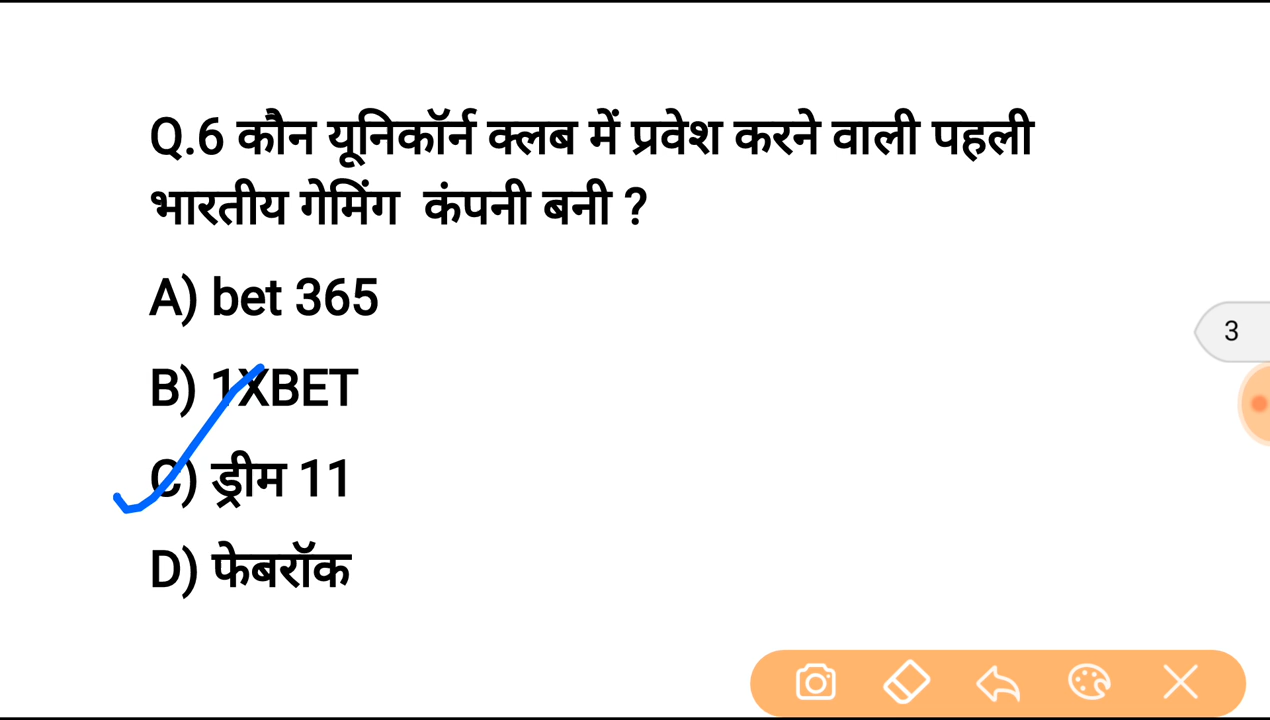 Q.6 कौन यूनिकॉर्न क्लब में प्रवेश करने वाली पहली
भारतीय गेमिंग कंपनी बनी ?
A) bet 365
B) 1XBET
C) ड्रीम 11
D) फेबरॉक
3